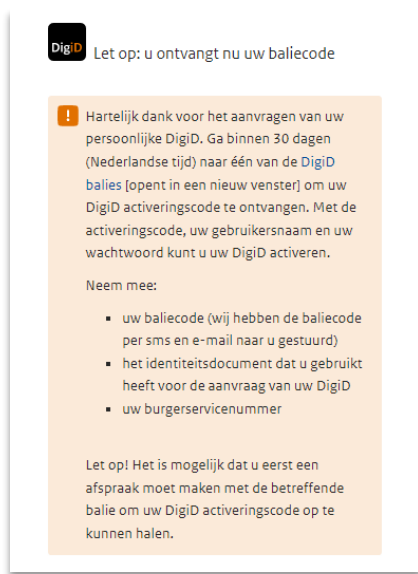 DigiD
Let op: u ontvangt nu uw baliecode
!
Hartelijk dank voor het aanvragen van uw
persoonlijke DigiD. Ga binnen 30 dagen
(Nederlandse tijd) naar één van de DigiD
balies [opent in een nieuw venster] om uw
DigiD activeringscode te ontvangen. Met de
activeringscode, uw gebruikersnaam en uw
wachtwoord kunt u uw DigiD activeren.
Neem mee:
▪ uw baliecode (wij hebben de baliecode
per sms en e-mail naar u gestuurd)
▪ het identiteitsdocument dat u gebruikt
heeft voor de aanvraag van uw DigiD
▪ uw burgerservicenummer
Let op! Het is mogelijk dat u eerst een
afspraak moet maken met de betreffende
balie om uw DigiD activeringscode op te
kunnen halen.